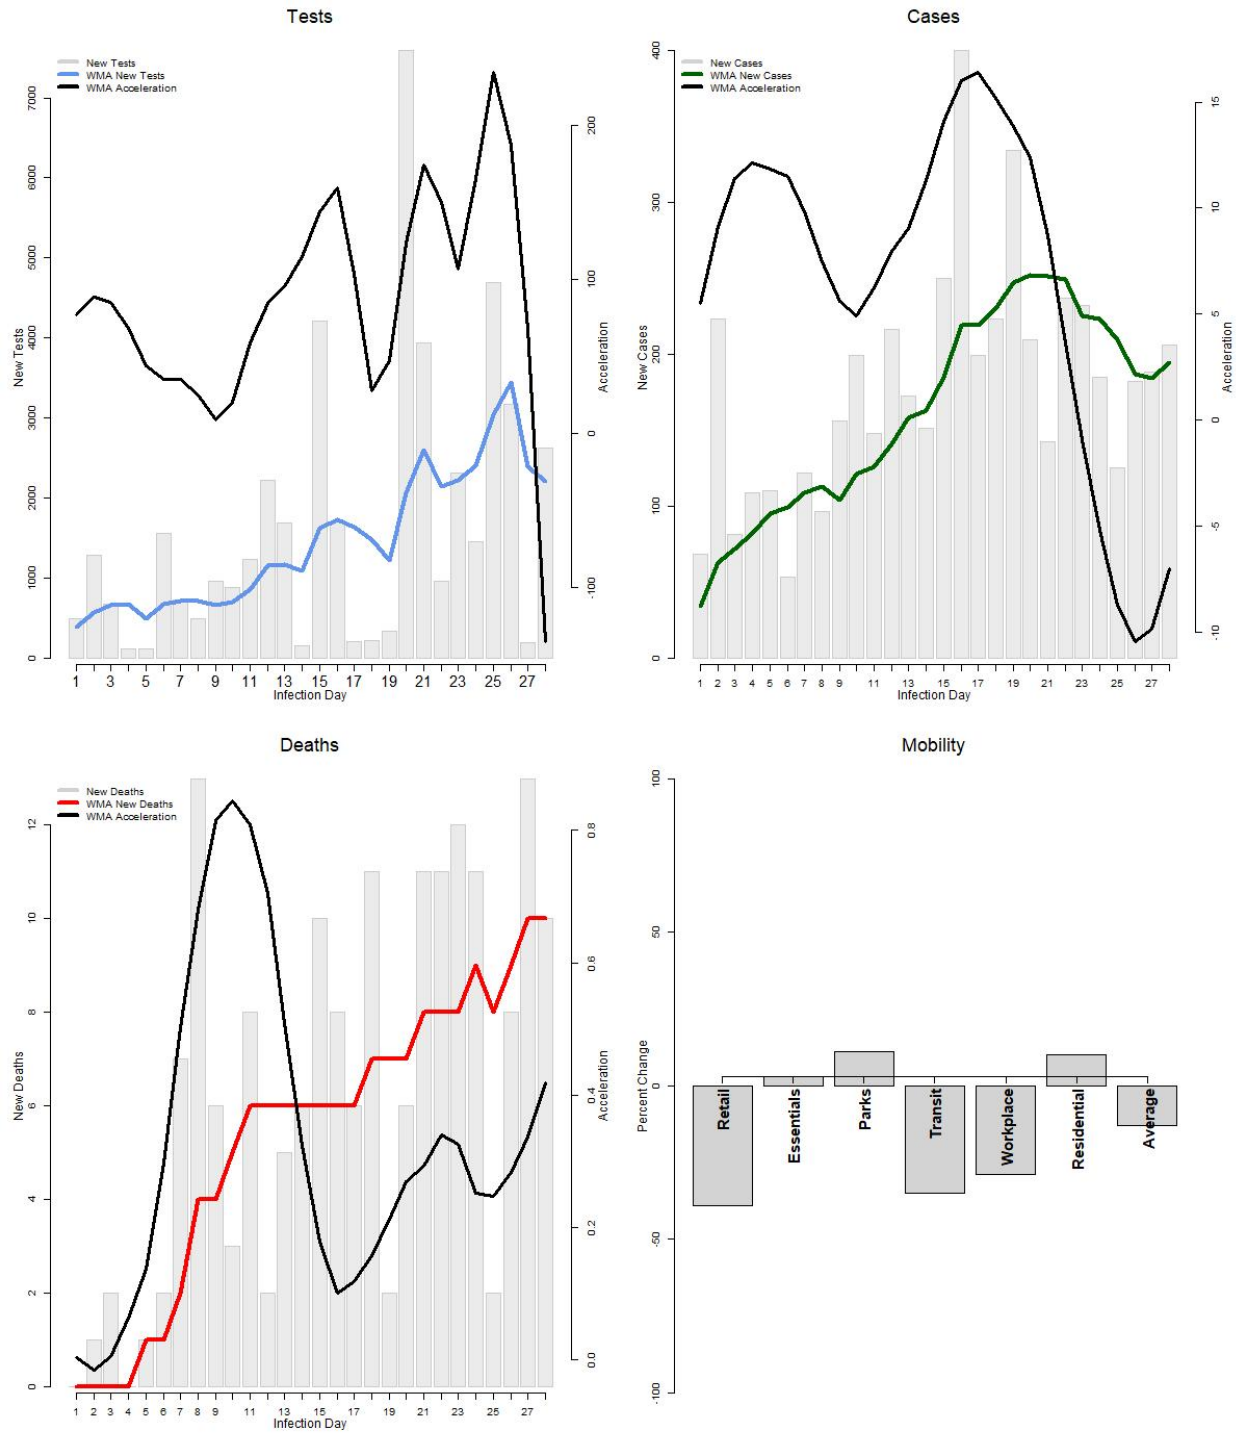 Tests
New Tests
WMA New Tests
WMA Acceleration
0 1000 2000 3000 4000 5000 6000 7000
New Tests
-100 0 100 200
Acceleration
1 3 5 7 9 11 13 15 17 19 21 23 25 27
Infection Day
Cases
New Cases
WMA New Cases
WMA Acceleration
0 100 200 300 400
New Cases
-10 -5 0 5 10 15
Acceleration
1 2 3 4 5 6 7 8 9 11 13 15 17 19 21 23 25 27
Infection Day
Deaths
New Deaths
WMA New Deaths
WMA Acceleration
0 2 4 6 8 10 12
New Deaths
0.0 0.2 0.4 0.6 0.8
Acceleration
1 2 3 4 5 6 7 8 9 11 13 15 17 19 21 23 25 27
Infection Day
Mobility
-100 -50 0 50 100
Percent Change
Retail
Essentials
Parks
Transit
Workplace
Residential
Average